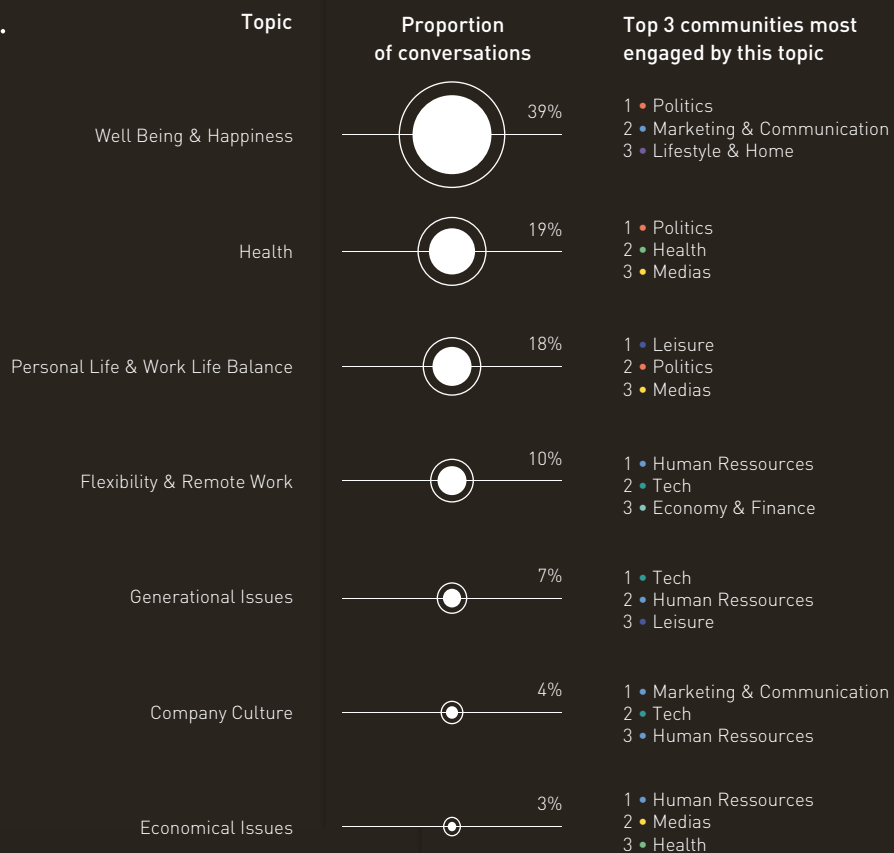 .
Topic
Proportion
of conversations
Top 3 communities most
engaged by this topic
Well Being & Happiness
39%
1 • Politics
2 • Marketing & Communication
3 • Lifestyle & Home
Health
19%
1 • Politics
2 • Health
3 • Medias
Personal Life & Work Life Balance
18%
1 • Leisure
2 • Politics
3 • Medias
Flexibility & Remote Work
10%
1 • Human Ressources
2 • Tech
3 • Economy & Finance
Generational Issues
7%
1 • Tech
2 • Human Ressources
3 • Leisure
Company Culture
4%
1 • Marketing & Communication
2 • Tech
3 • Human Ressources
Economical Issues
3%
1 • Human Ressources
2 • Medias
3 • Health